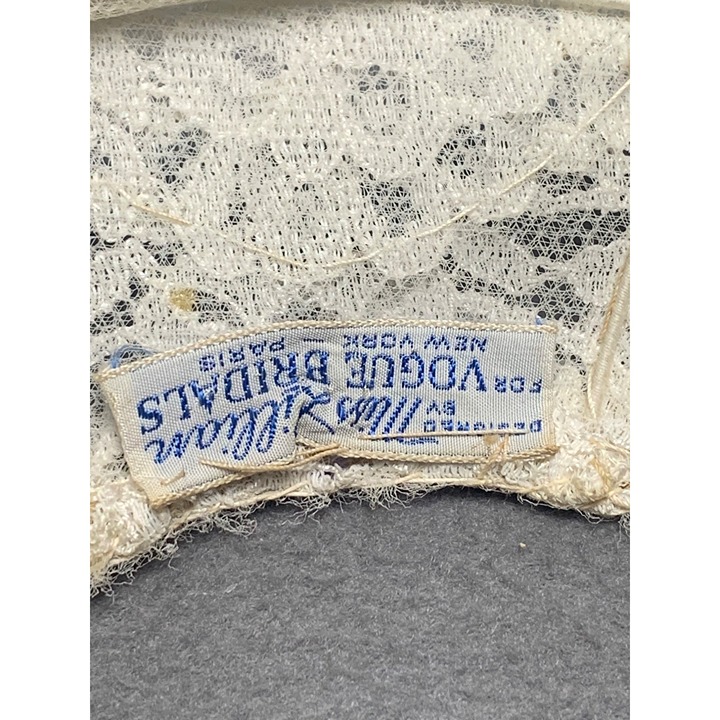 DESIGNED BY Miss Lillian
FOR VOGUE BRIDALS
NEW YORK — PARIS